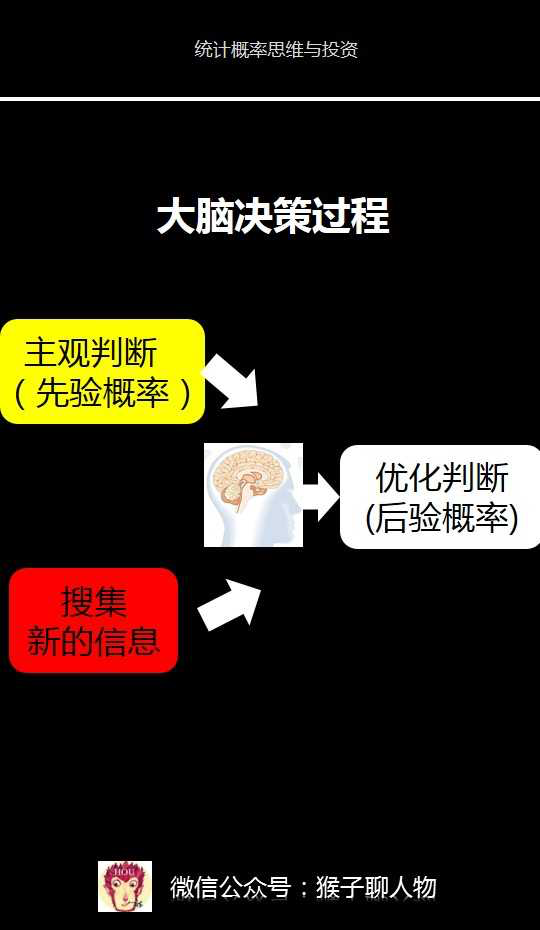 统计概率思维与投资
大脑决策过程
主观判断
（先验概率）
优化判断
(后验概率)
搜集
新的信息
HOU
微信公众号：猴子聊人物